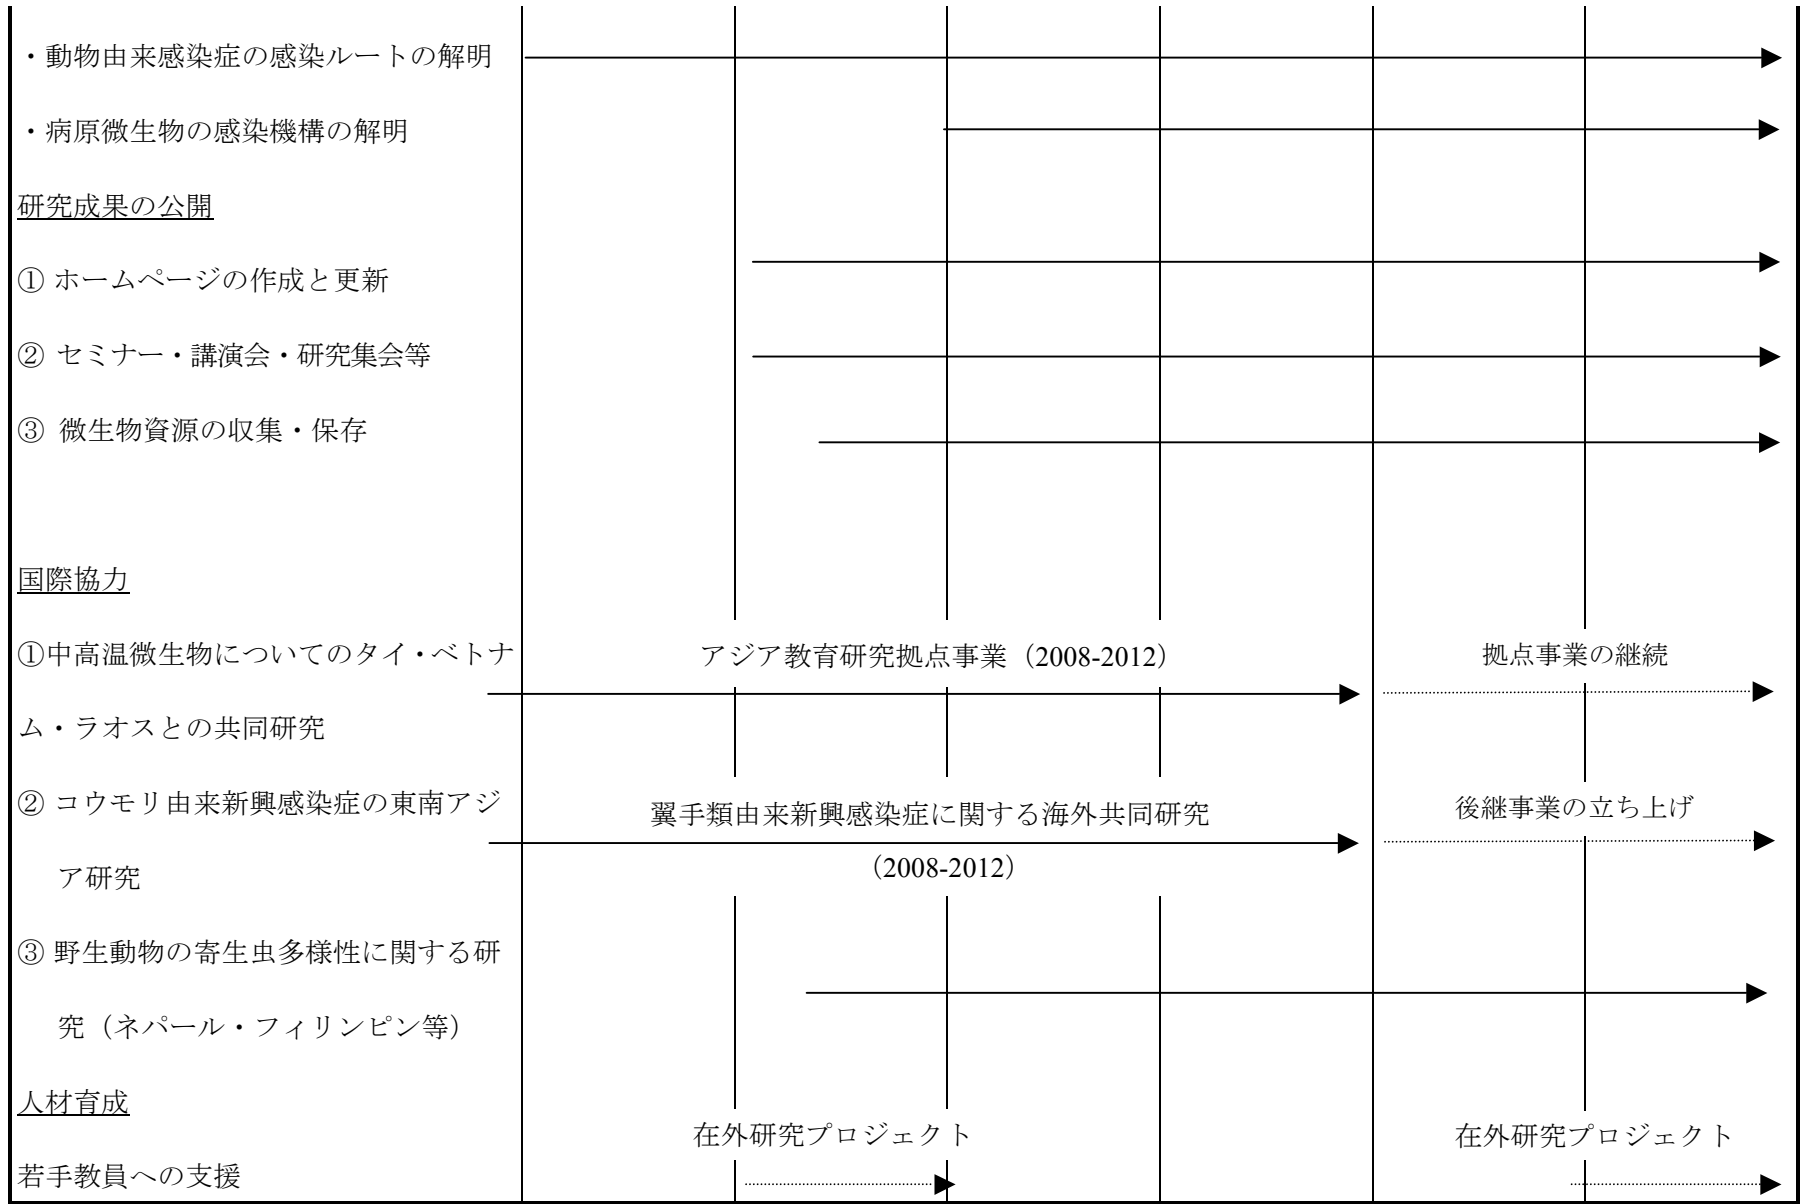 ・動物由来感染症の感染ルートの解明
・病原微生物の感染機構の解明
研究成果の公開
① ホームページの作成と更新
② セミナー・講演会・研究集会等
③ 微生物資源の収集・保存
国際協力
①中高温微生物についてのタイ・ベトナ
ム・ラオスとの共同研究
アジア教育研究拠点事業（2008-2012）
拠点事業の継続
② コウモリ由来新興感染症の東南アジ
ア研究
翼手類由来新興感染症に関する海外共同研究
（2008-2012）
後継事業の立ち上げ
③ 野生動物の寄生虫多様性に関する研
究（ネパール・フィリンピン等）
人材育成
若手教員への支援
在外研究プロジェクト
在外研究プロジェクト